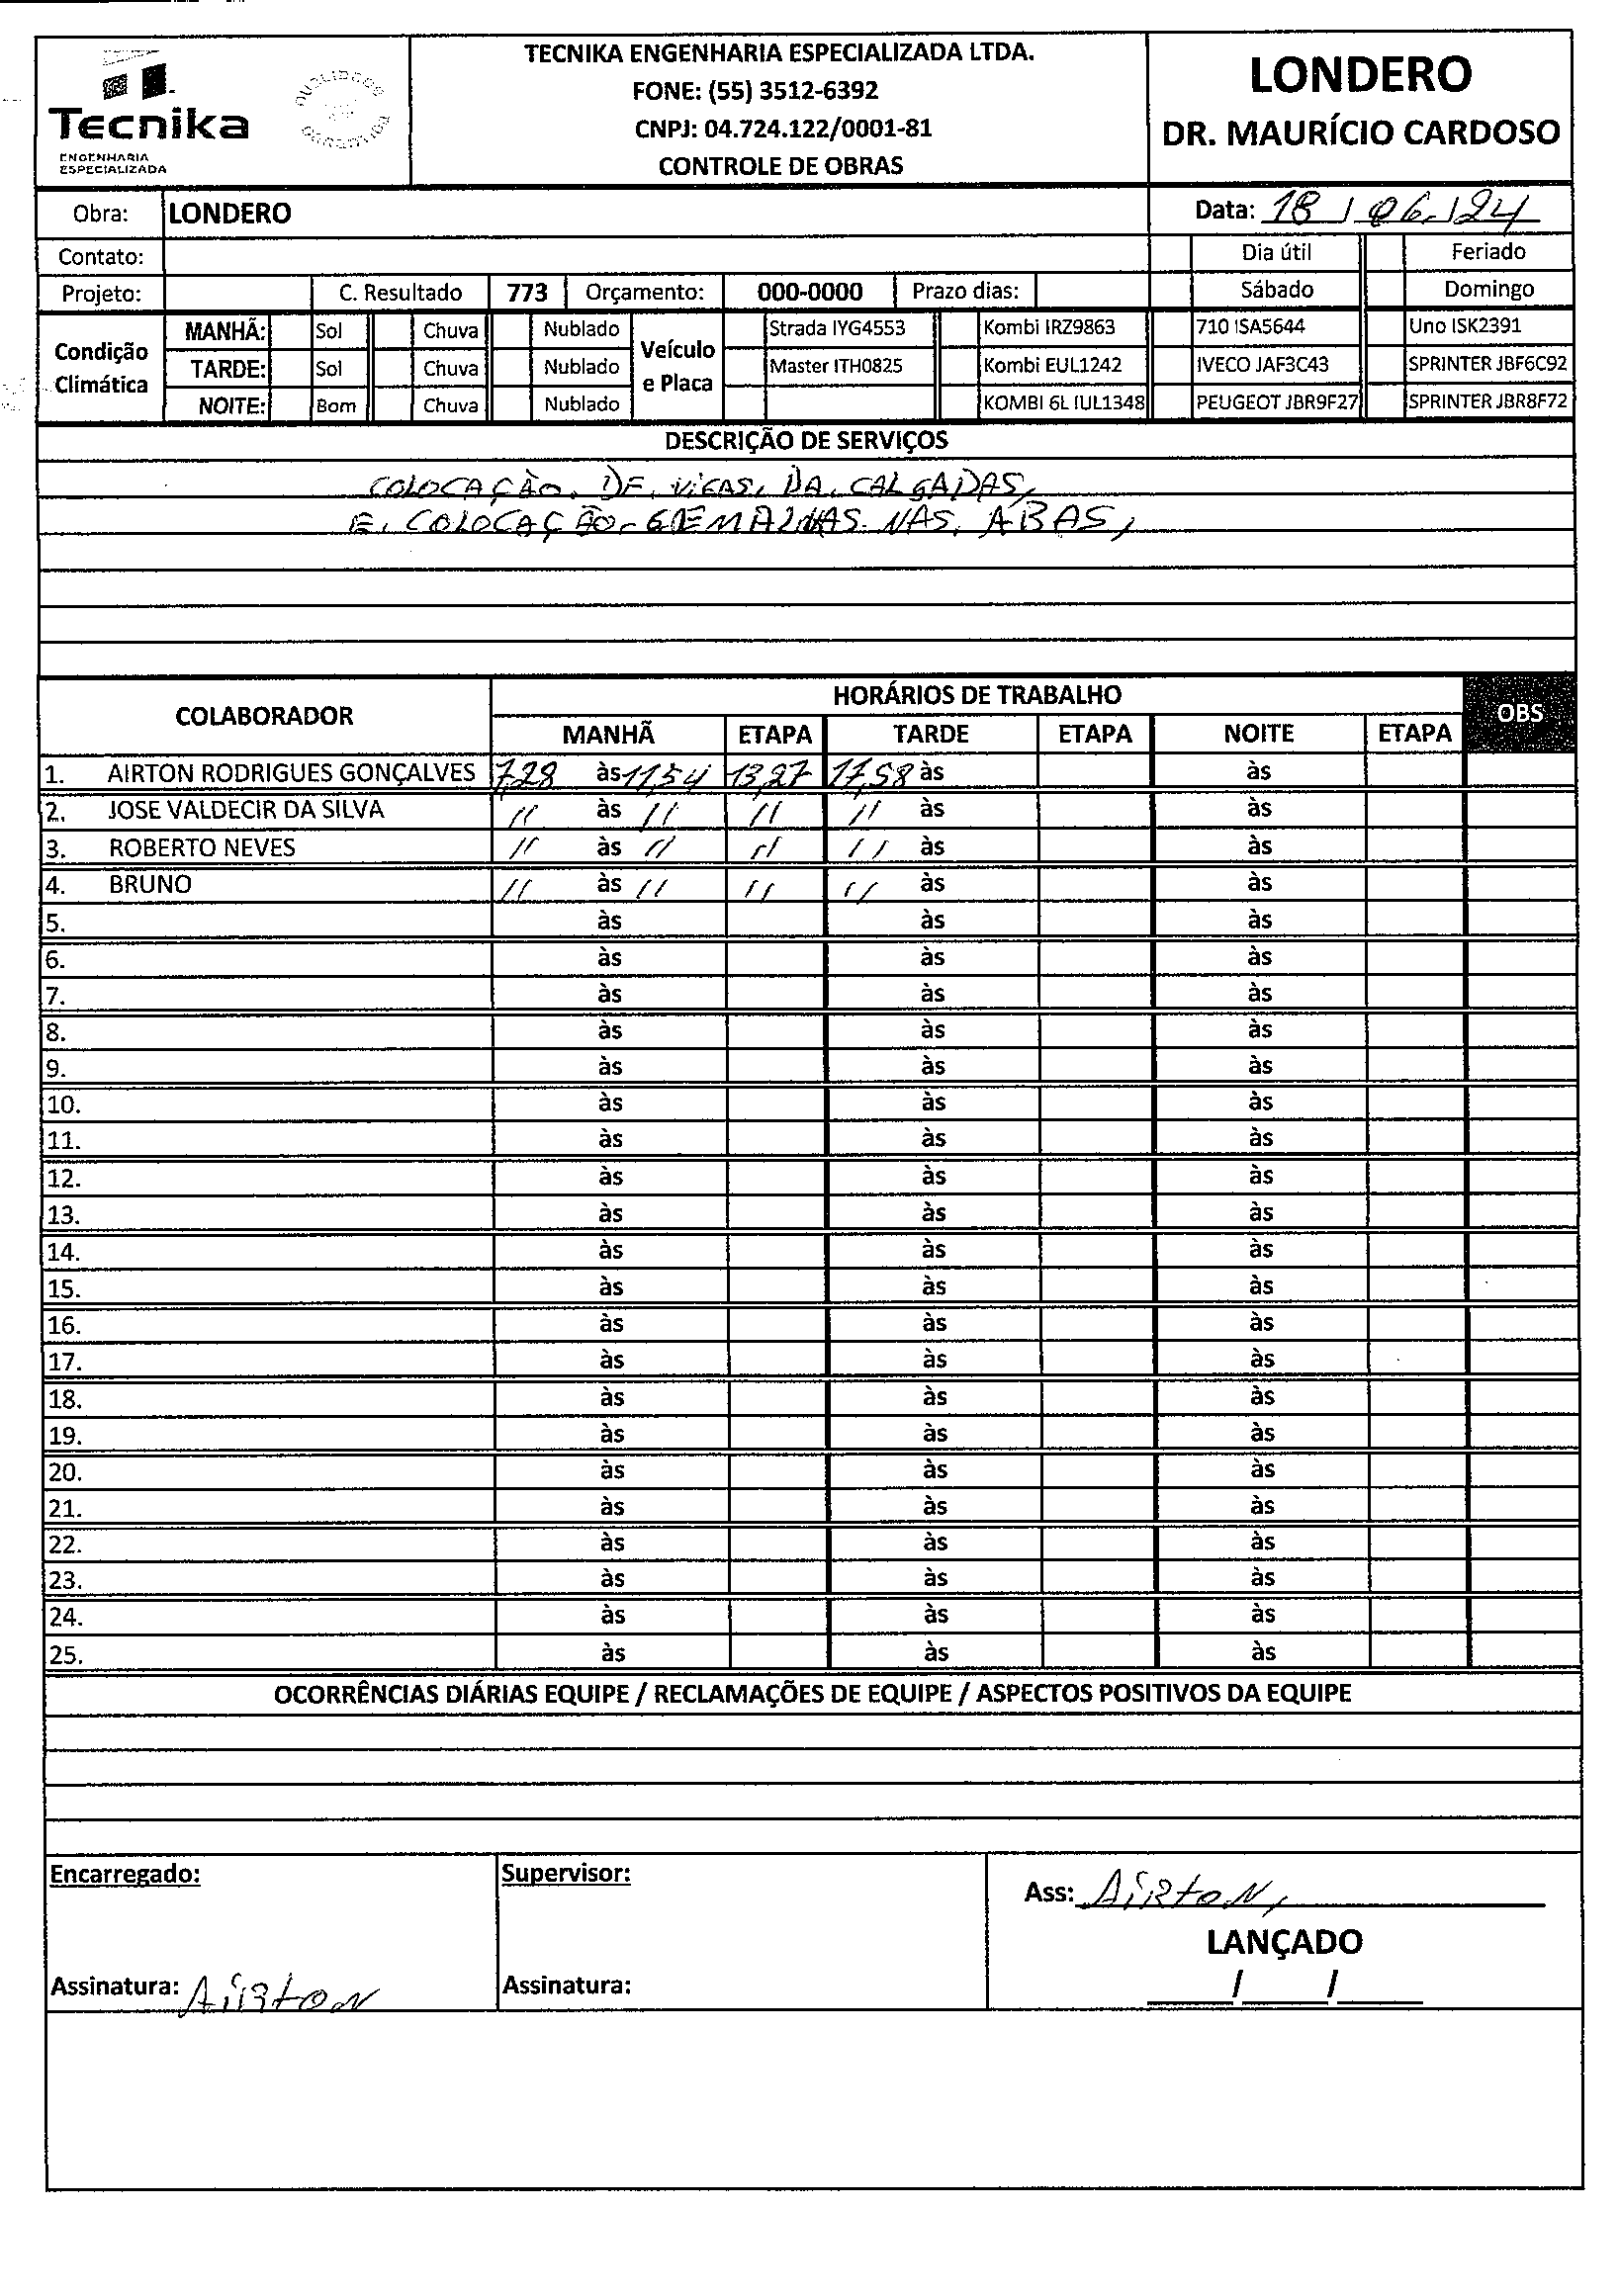 Tecnika
ENGENHARIA
ESPECIALIZADA
TECNIKA ENGENHARIA ESPECIALIZADA LTDA.
FONE: (55) 3512-6392
CNPJ: 04.724.122/0001-81
CONTROLE DE OBRAS
LONDERO
DR. MAURÍCIO CARDOSO
Obra: LONDERO Data: 18 / 06 / 24
Contato: Dia útil Feriado
Projeto: C. Resultado 773 Orçamento: 000-0000 Prazo dias: Sábado Domingo
Condição Climática
MANHÃ: Sol Chuva Nublado
TARDE: Sol Chuva Nublado
NOITE: Bom Chuva Nublado
Veículo e Placa
Strada IYG4553 Kombi IRZ9863 710 ISA5644 Uno ISK2391
Master ITH0825 Kombi EUL1242 IVECO JAF3C43 SPRINTER JBF6C92
KOMBI 6L IUL1348 PEUGEOT JBR9F27 SPRINTER JBR8F72
DESCRIÇÃO DE SERVIÇOS
COLOCAÇÃO. DE, VIGAS, DA, CALGADAS,
E, COLOCAÇÃO. NAS, ABAS,
COLABORADOR HORÁRIOS DE TRABALHO OBS
MANHÃ ETAPA TARDE ETAPA NOITE ETAPA
1. AIRTON RODRIGUES GONÇALVES 7,28 às 11,54 13,27 17,58 às às
2. JOSE VALDECIR DA SILVA // às // // // às às
3. ROBERTO NEVES // às // // // às às
4. BRUNO // às // // // às às
5. às às às
6. às às às
7. às às às
8. às às às
9. às às às
10. às às às
11. às às às
12. às às às
13. às às às
14. às às às
15. às às às
16. às às às
17. às às às
18. às às às
19. às às às
20. às às às
21. às às às
22. às às às
23. às às às
24. às às às
25. às às às
OCORRÊNCIAS DIÁRIAS EQUIPE / RECLAMAÇÕES DE EQUIPE / ASPECTOS POSITIVOS DA EQUIPE
Encarregado:
Assinatura: AiRtoN
Supervisor:
Assinatura:
Ass: AiRtoN,
LANÇADO
___/___/___